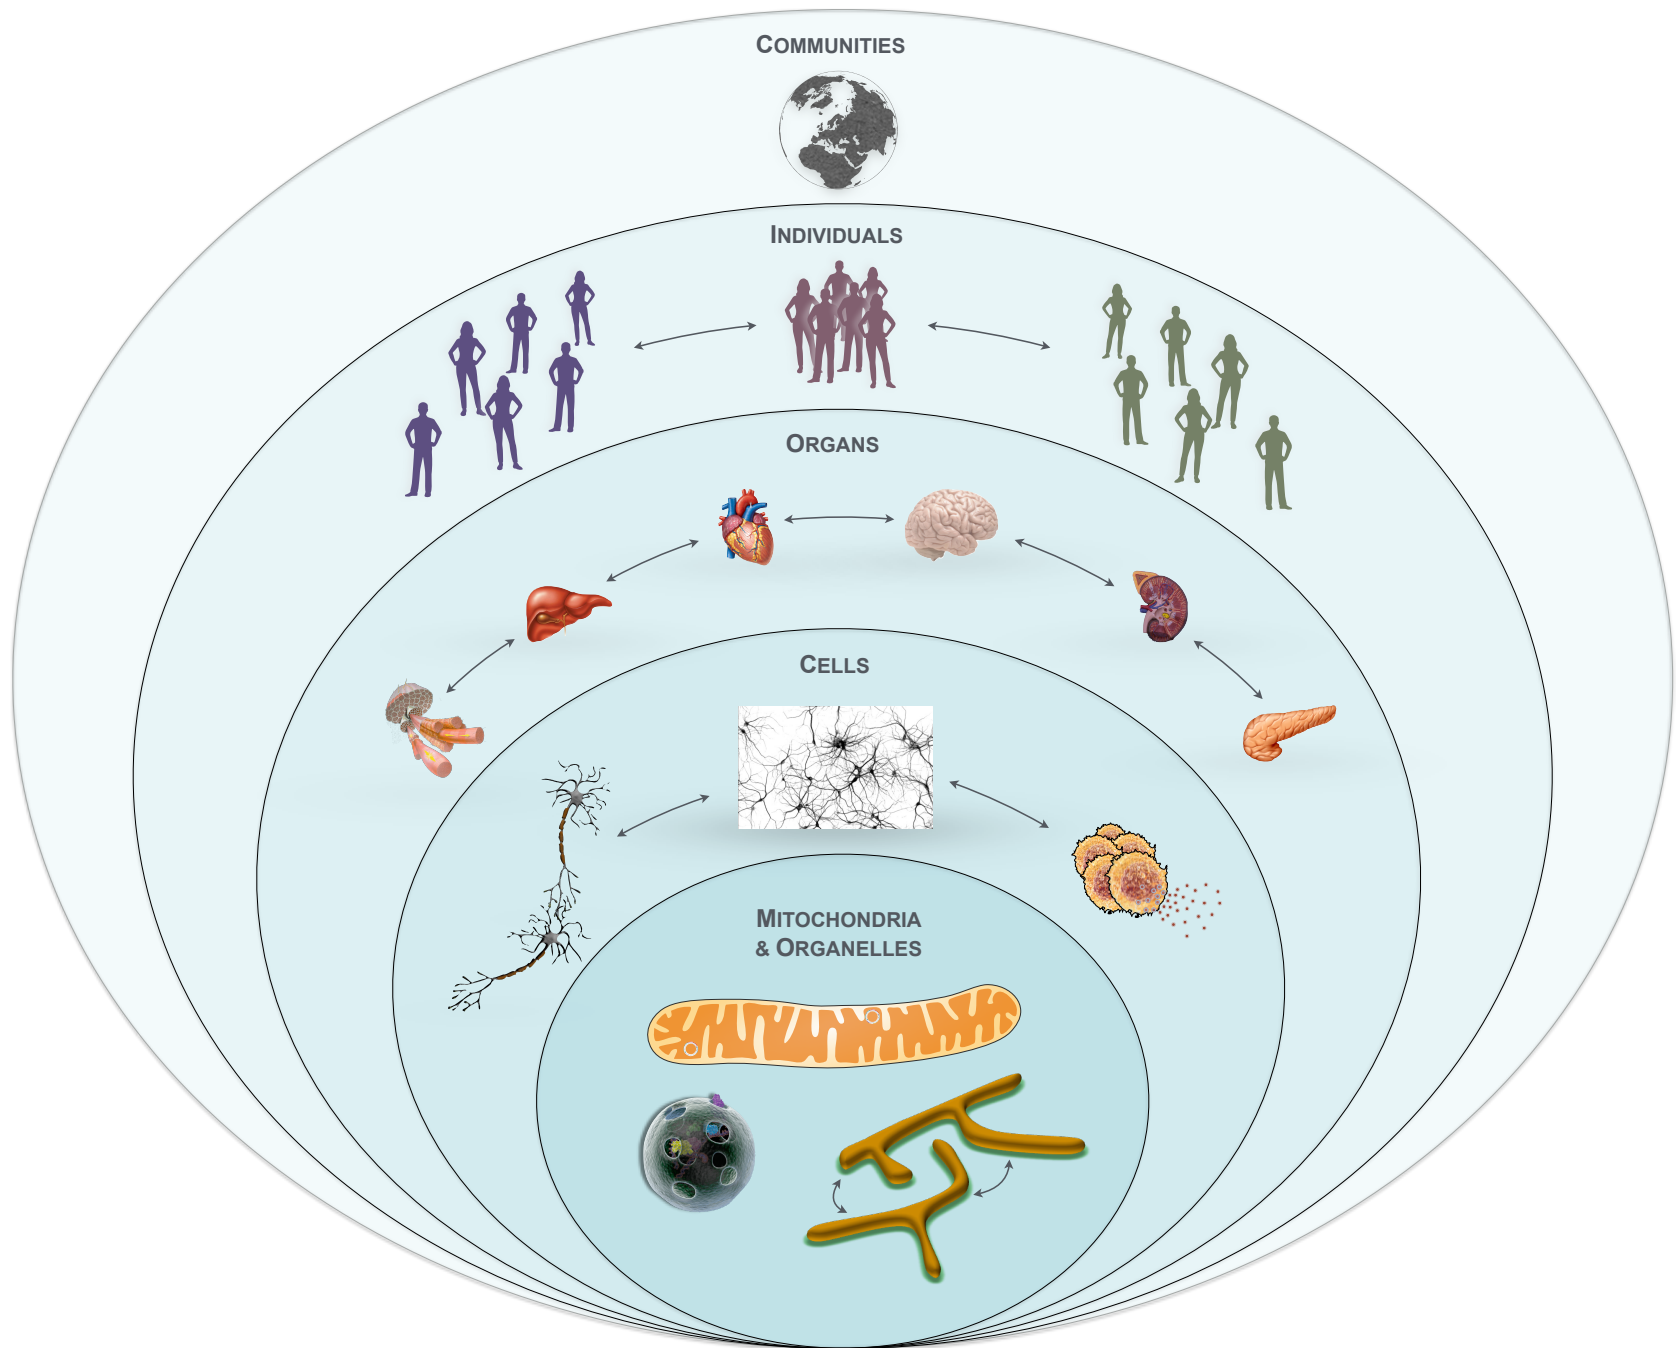 COMMUNITIES
INDIVIDUALS
ORGANS
CELLS
MITOCHONDRIA
& ORGANELLES